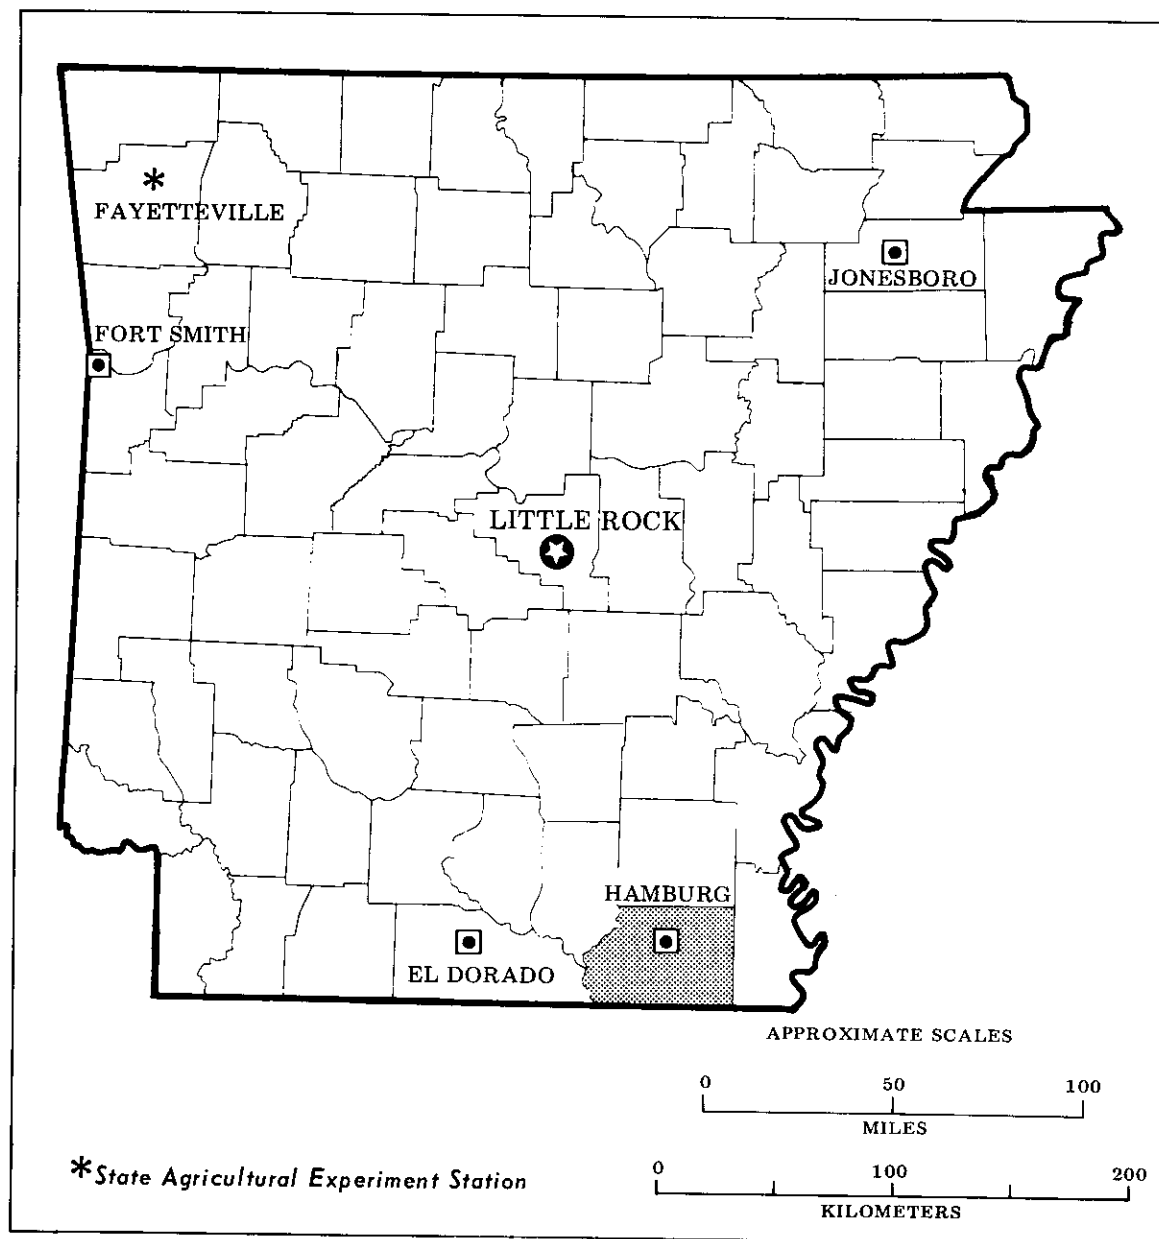 FAYETTEVILLE
JONESBORO
FORT SMITH
LITTLE ROCK
HAMBURG
EL DORADO
APPROXIMATE SCALES
0 50 100
MILES
*State Agricultural Experiment Station
0 100 200
KILOMETERS